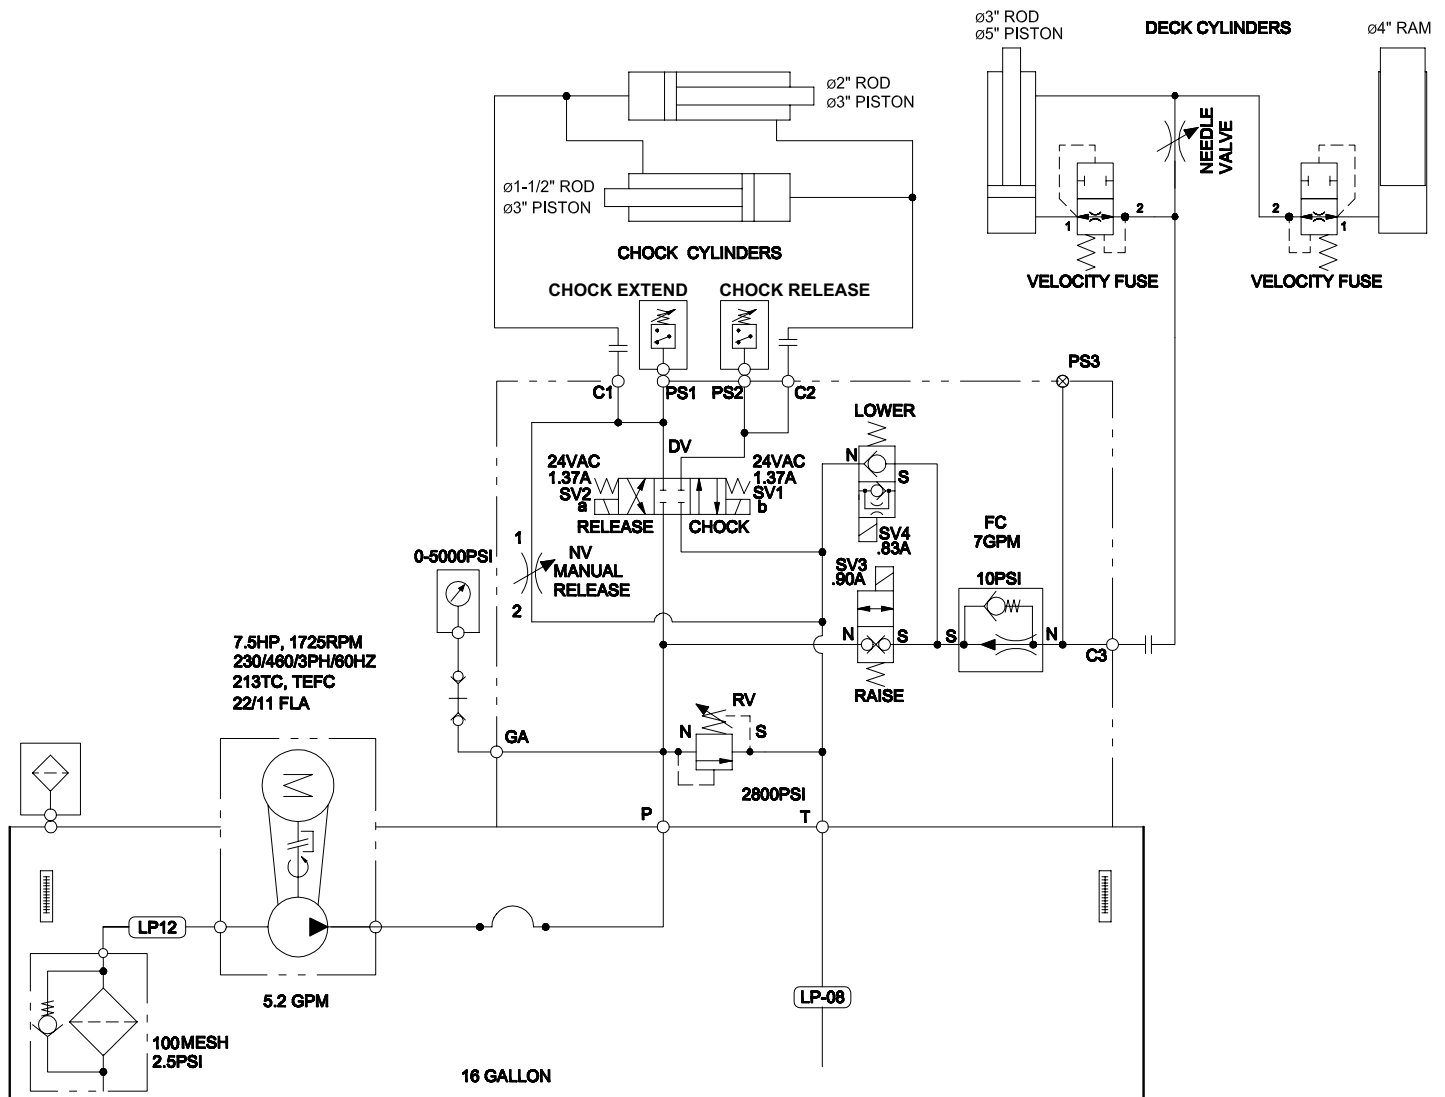 ø3" ROD
ø5" PISTON
DECK CYLINDERS
ø4" RAM
ø2" ROD
ø3" PISTON
NEEDLE
VALVE
ø1-1/2" ROD
ø3" PISTON
1
2
2
1
CHOCK CYLINDERS
VELOCITY FUSE
VELOCITY FUSE
CHOCK EXTEND
CHOCK RELEASE
PS3
C1
PS1
PS2
C2
LOWER
DV
N
S
24VAC
1.37A
SV2
a
24VAC
1.37A
SV1
b
RELEASE
CHOCK
SV4
.83A
FC
7GPM
1
NV
MANUAL
RELEASE
2
0-5000PSI
SV3
.90A
10PSI
N
S
S
N
C3
7.5HP, 1725RPM
230/460/3PH/60HZ
213TC, TEFC
22/11 FLA
RAISE
RV
N
S
GA
M
2800PSI
P
T
LP12
LP-08
5.2 GPM
100MESH
2.5PSI
16 GALLON